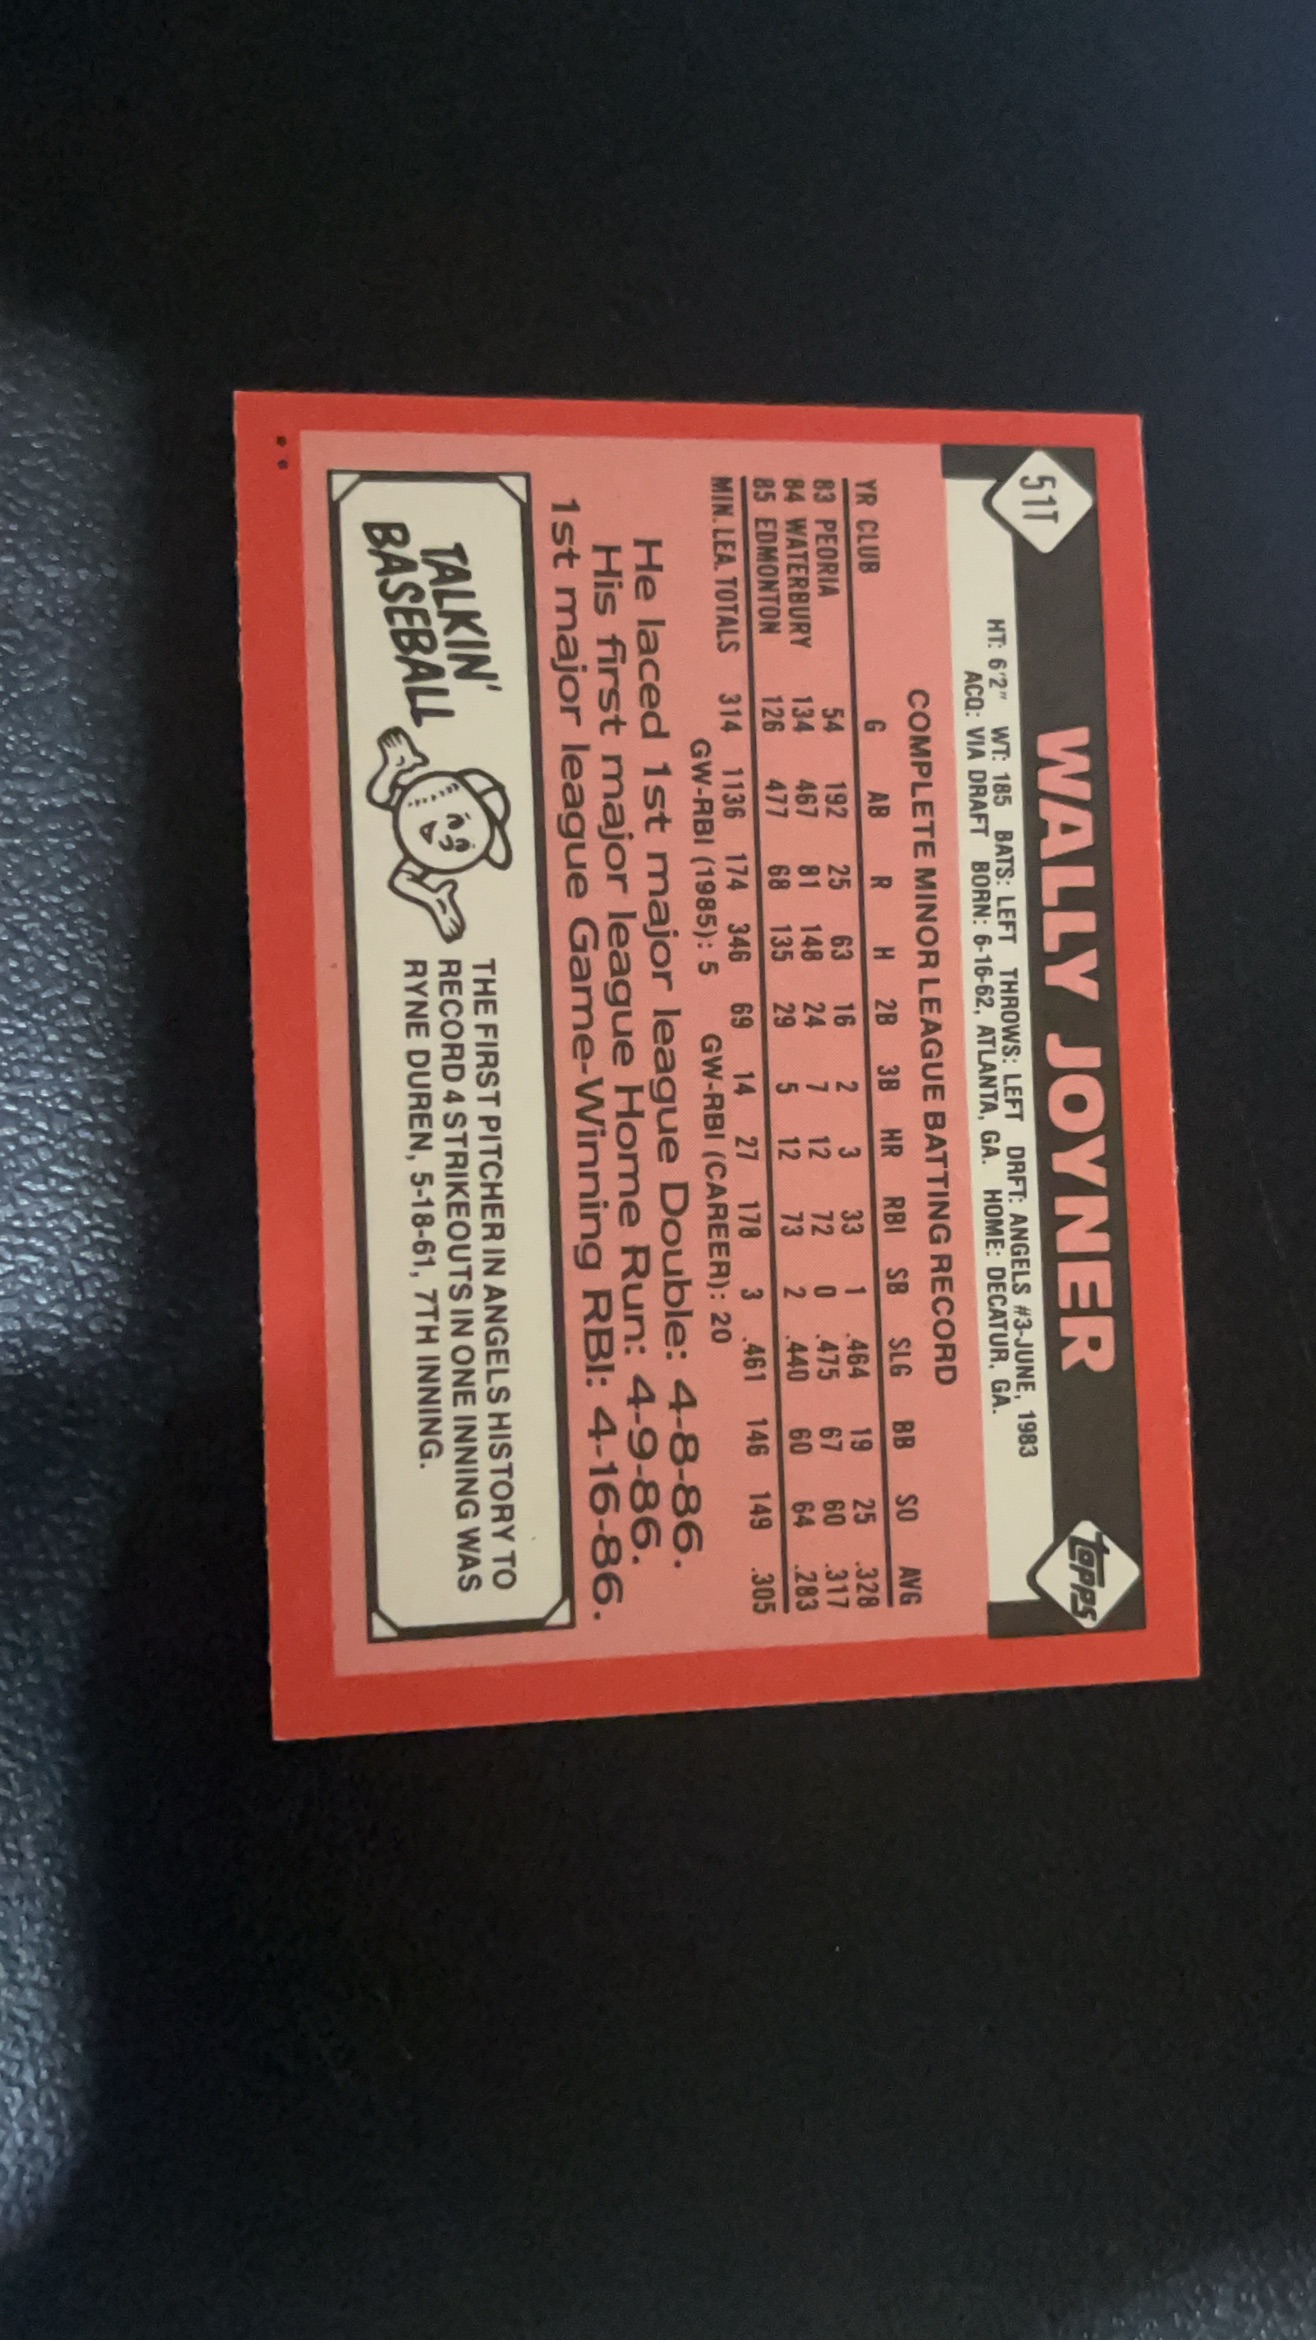 51T
WALLY JOYNER
topps
HT: 6'2" WT: 185 BATS: LEFT THROWS: LEFT DRFT: ANGELS #3-JUNE, 1983
ACQ: VIA DRAFT BORN: 6-16-62, ATLANTA, GA. HOME: DECATUR, GA.
COMPLETE MINOR LEAGUE BATTING RECORD
YR CLUB G AB R H 2B 3B HR RBI SB SLG BB SO AVG
83 PEORIA 54 192 25 63 16 2 3 33 1 .464 19 25 .328
84 WATERBURY 134 467 81 148 24 7 12 72 0 .475 67 60 .317
85 EDMONTON 126 477 68 135 29 5 12 73 2 .440 60 64 .283
MIN. LEA. TOTALS 314 1136 174 346 69 14 27 178 3 .461 146 149 .305
GW-RBI (1985): 5 GW-RBI (CAREER): 20
He laced 1st major league Double: 4-8-86.
His first major league Home Run: 4-9-86.
1st major league Game-Winning RBI: 4-16-86.
TALKIN'
BASEBALL
THE FIRST PITCHER IN ANGELS HISTORY TO
RECORD 4 STRIKEOUTS IN ONE INNING WAS
RYNE DUREN, 5-18-61, 7TH INNING.